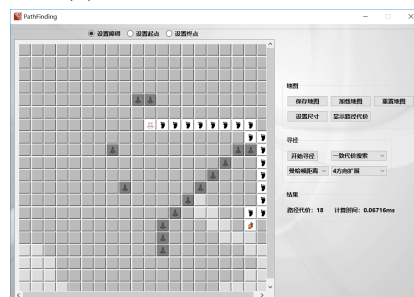 PathFinding
设置障碍 设置起点 设置终点
地图
保存地图 加载地图 重置地图
设置尺寸 显示路径代价
寻径
开始寻径 一致代价搜索
曼哈顿距离 4方向扩展
结果
路径代价: 18 计算时间: 0.06716ms